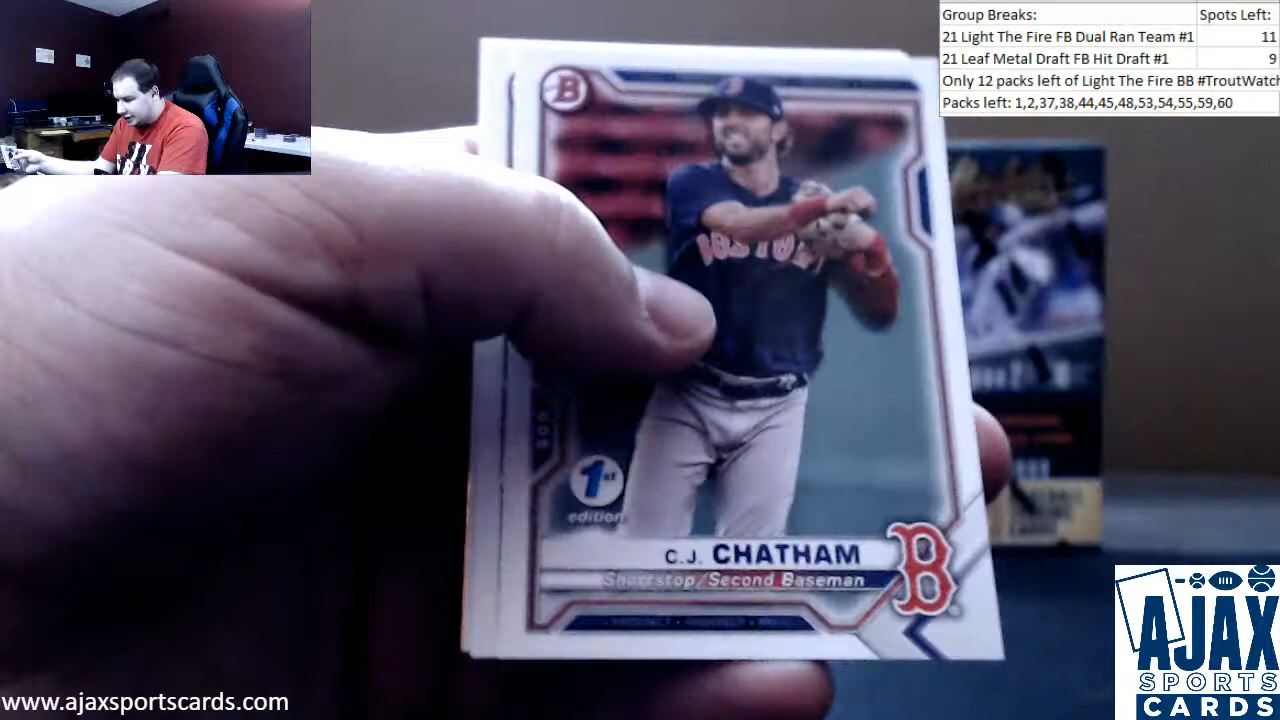 Group Breaks: Spots Left:
21 Light The Fire FB Dual Ran Team #1 11
21 Leaf Metal Draft FB Hit Draft #1 9
Only 12 packs left of Light The Fire BB #TroutWatc
Packs left: 1,2,37,38,44,45,48,53,54,55,59,60
B
BOSTON
1st
edition
C.J. CHATHAM
Shortstop/Second Baseman
B
AJAX
SPORTS
CARDS
www.ajaxsportscards.com